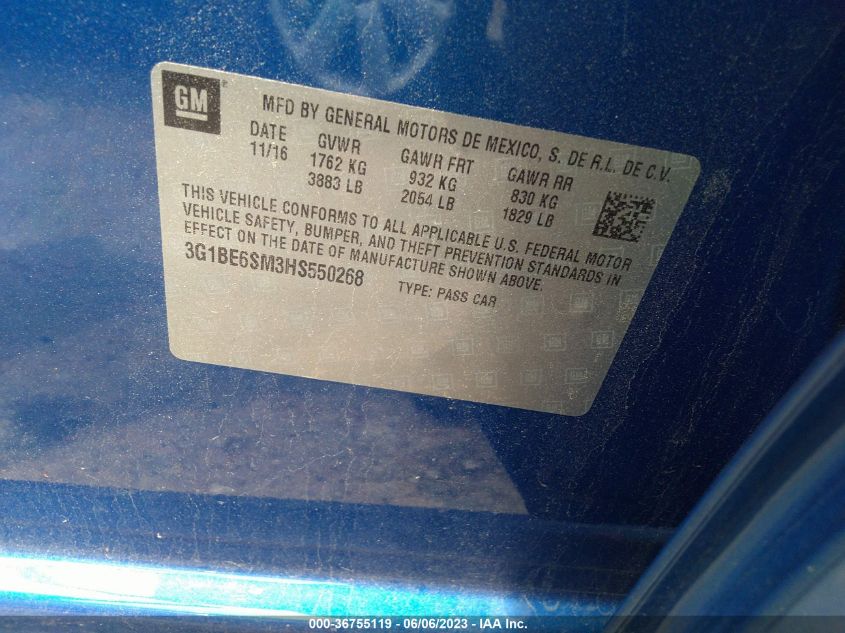 GM®
MFD BY GENERAL MOTORS DE MEXICO, S. DE R.L. DE C.V.
DATE GVWR GAWR FRT GAWR RR
11/16 1762 KG 932 KG 830 KG
3883 LB 2054 LB 1829 LB
THIS VEHICLE CONFORMS TO ALL APPLICABLE U.S. FEDERAL MOTOR
VEHICLE SAFETY, BUMPER, AND THEFT PREVENTION STANDARDS IN
EFFECT ON THE DATE OF MANUFACTURE SHOWN ABOVE.
3G1BE6SM3HS550268 TYPE: PASS CAR
000-36755119 - 06/06/2023 - IAA Inc.